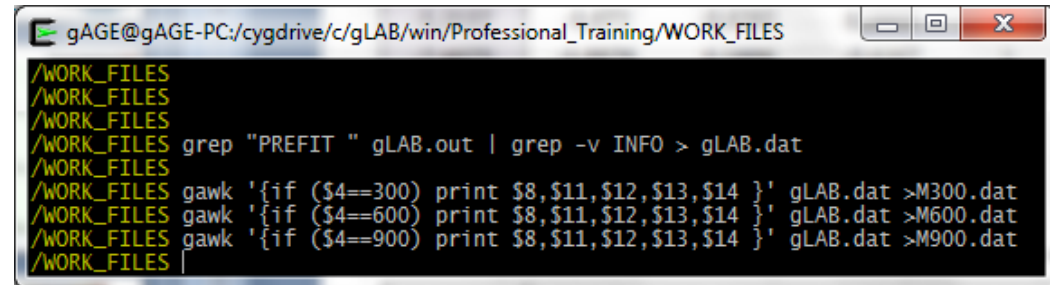 gAGE@gAGE-PC:/cygdrive/c/gLAB/win/Professional_Training/WORK_FILES
/WORK_FILES
/WORK_FILES
/WORK_FILES
/WORK_FILES grep "PREFIT " gLAB.out | grep -v INFO > gLAB.dat
/WORK_FILES
/WORK_FILES gawk '{if ($4==300) print $8,$11,$12,$13,$14 }' gLAB.dat >M300.dat
/WORK_FILES gawk '{if ($4==600) print $8,$11,$12,$13,$14 }' gLAB.dat >M600.dat
/WORK_FILES gawk '{if ($4==900) print $8,$11,$12,$13,$14 }' gLAB.dat >M900.dat
/WORK_FILES